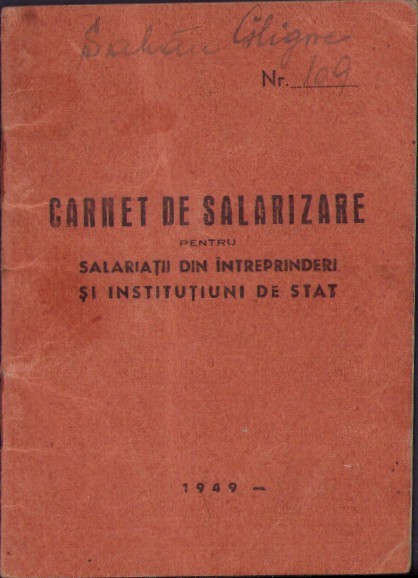 Nr. 109
CARNET DE SALARIZARE
PENTRU
SALARIAȚII DIN ÎNTREPRINDERI
ȘI INSTITUȚIUNI DE STAT
1949 —